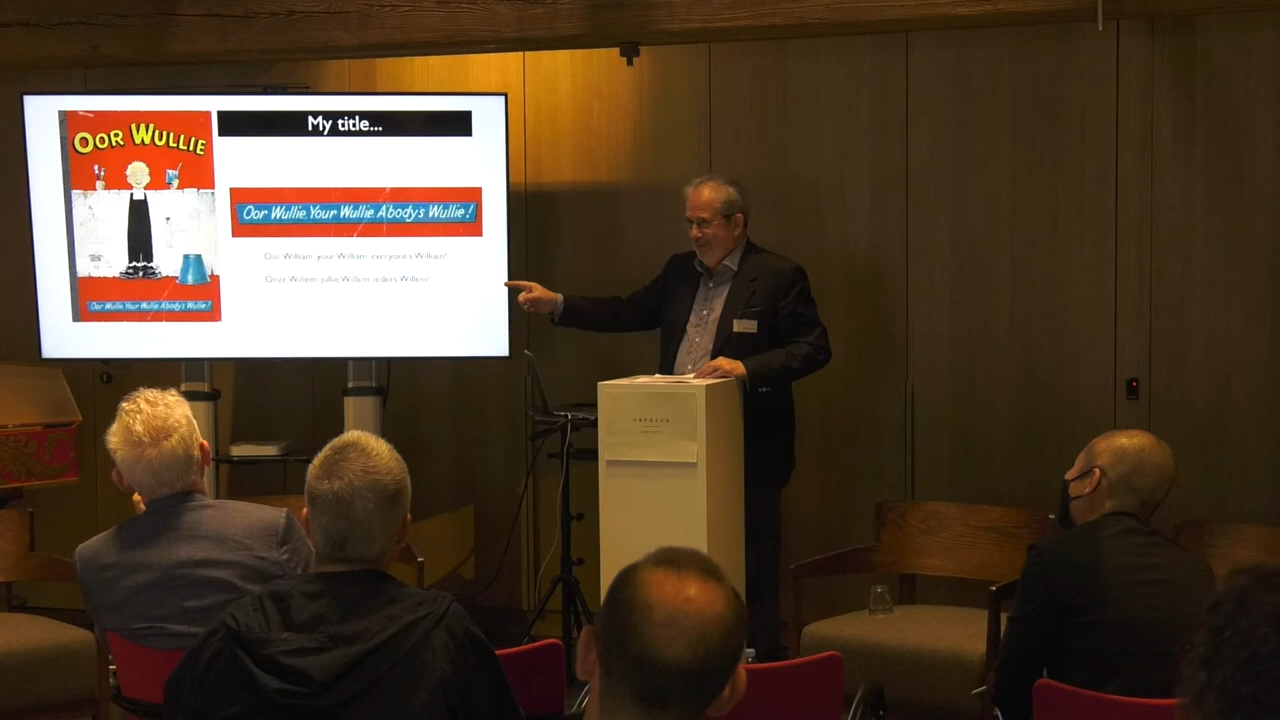 OOR WULLIE
My title...
Oor Wullie. Your Wullie. A'body's Wullie!
Our William, your William, everyone's William!
Onze Willem, jullie Willem, ieders Willem!
Oor Wullie. Your Wullie. A'body's Wullie!
ORPHEUS